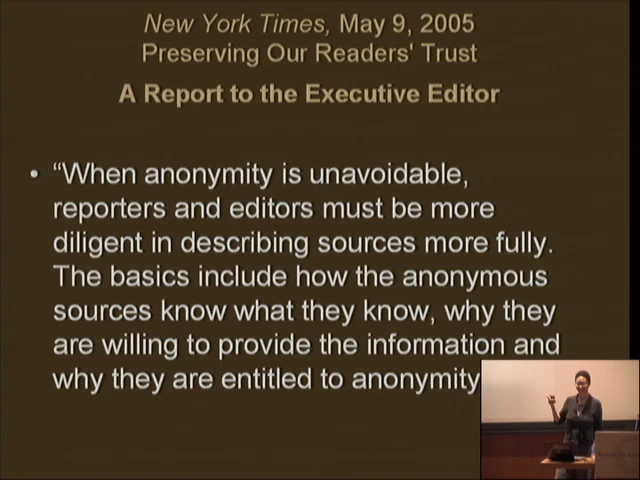 New York Times, May 9, 2005
Preserving Our Readers' Trust
A Report to the Executive Editor
• “When anonymity is unavoidable,
reporters and editors must be more
diligent in describing sources more fully.
The basics include how the anonymous
sources know what they know, why they
are willing to provide the information and
why they are entitled to anonymity